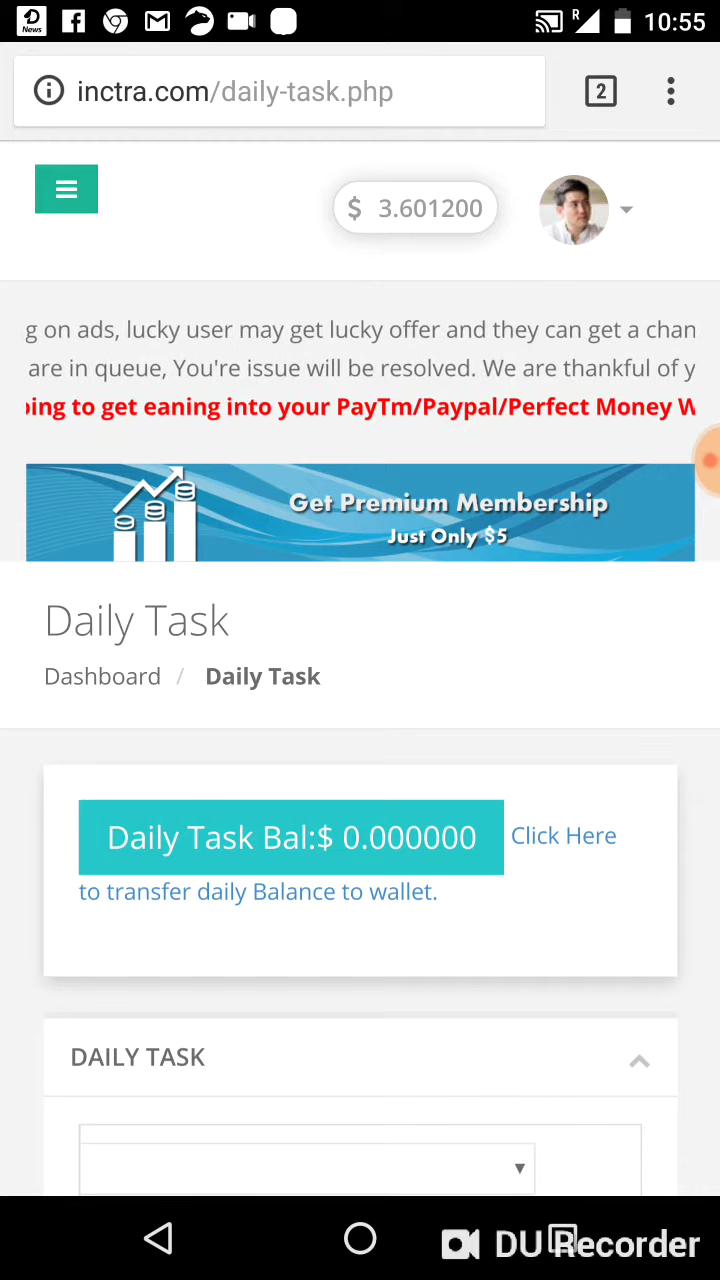 News
R
10:55
inctra.com/daily-task.php
2
$ 3.601200
g on ads, lucky user may get lucky offer and they can get a chan
are in queue, You're issue will be resolved. We are thankful of y
to get eaning into your PayTm/Paypal/Perfect Money
Get Premium Membership
Just Only $5
Daily Task
Dashboard / Daily Task
Daily Task Bal:$ 0.000000 Click Here
to transfer daily Balance to wallet.
DAILY TASK
DU Recorder